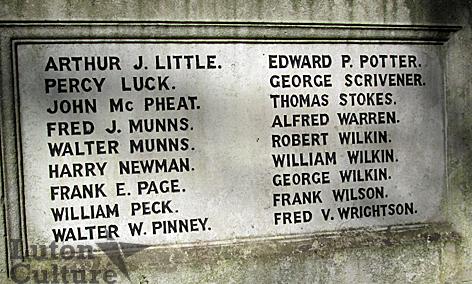 ARTHUR J. LITTLE.
PERCY LUCK.
JOHN Mc PHEAT.
FRED J. MUNNS.
WALTER MUNNS.
HARRY NEWMAN.
FRANK E. PAGE.
WILLIAM PECK.
WALTER W. PINNEY.
EDWARD P. POTTER.
GEORGE SCRIVENER.
THOMAS STOKES.
ALFRED WARREN.
ROBERT WILKIN.
WILLIAM WILKIN.
GEORGE WILKIN.
FRANK WILSON.
FRED V. WRIGHTSON.
Luton
Culture